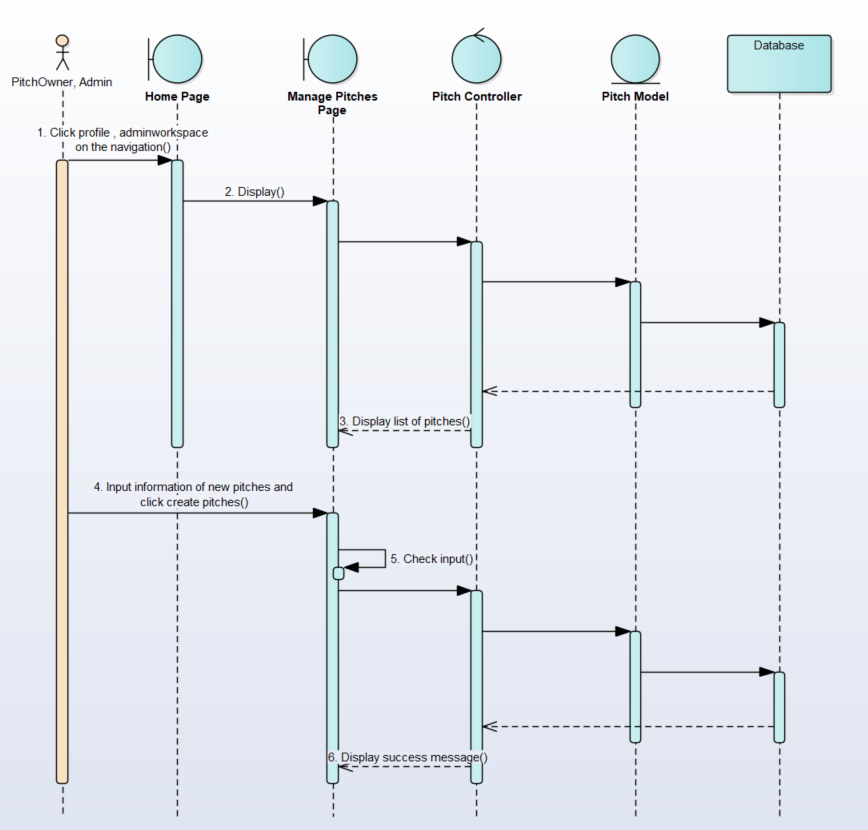 Database
PitchOwner, Admin
Home Page
Manage Pitches
Page
Pitch Controller
Pitch Model
1. Click profile , adminworkspace
on the navigation()
2. Display()
3. Display list of pitches()
4. Input information of new pitches and
click create pitches()
5. Check input()
6. Display success message()